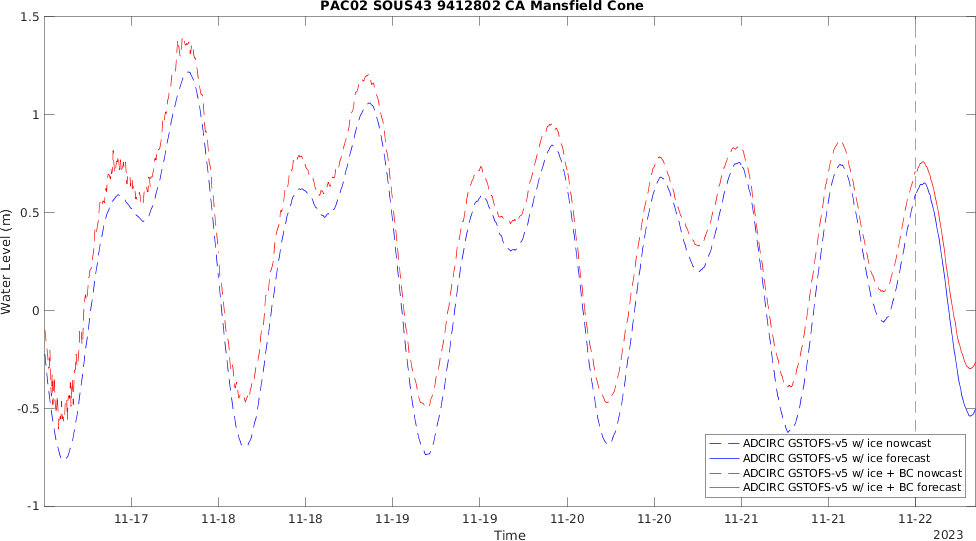 PAC02 SOUS43 9412802 CA Mansfield Cone
1.5
1
0.5
0
-0.5
-1
Water Level (m)
ADCIRC GSTOFS-v5 w/ ice nowcast
ADCIRC GSTOFS-v5 w/ ice forecast
ADCIRC GSTOFS-v5 w/ ice + BC nowcast
ADCIRC GSTOFS-v5 w/ ice + BC forecast
11-17 11-18 11-18 11-19 11-19 11-20 11-20 11-21 11-21 11-22
Time
2023